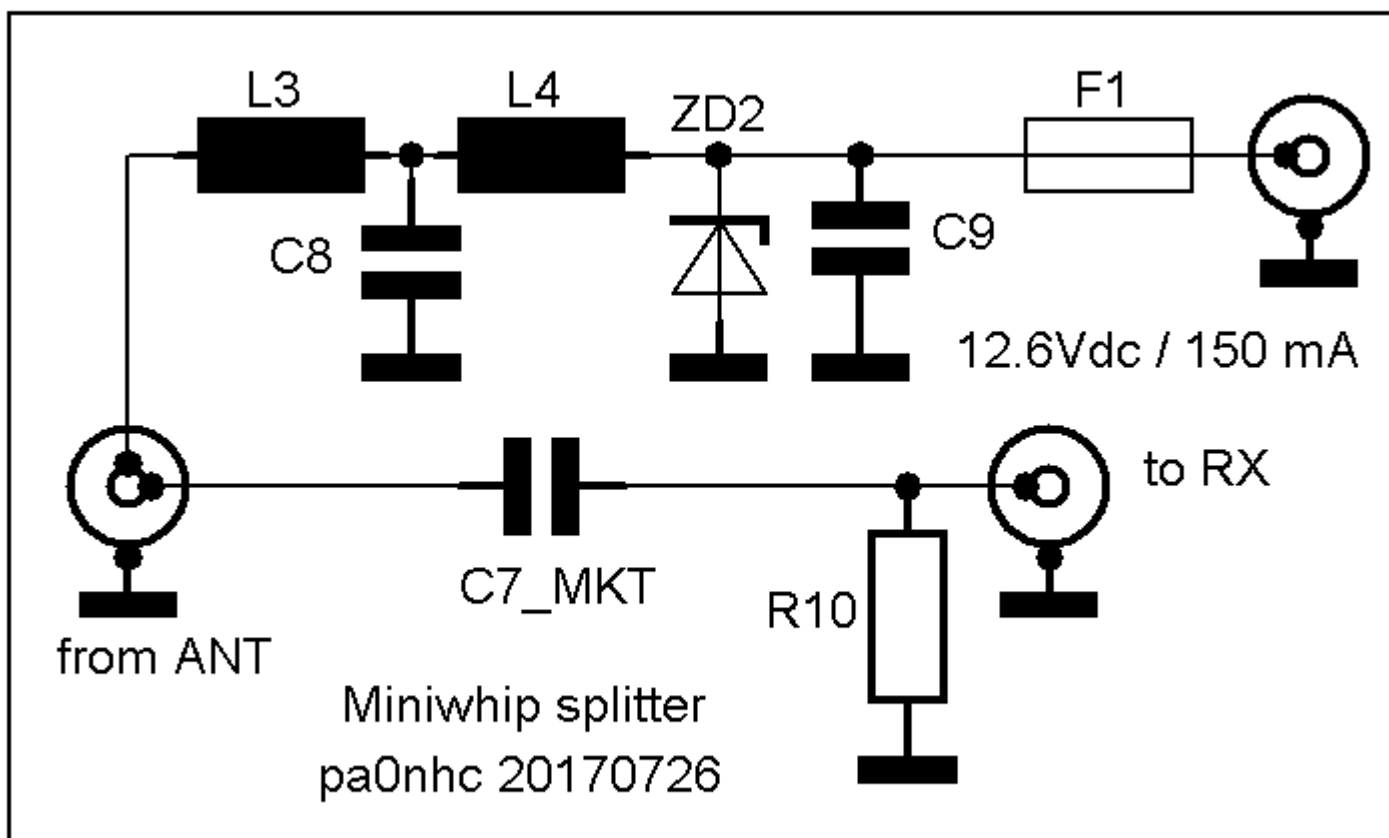 L3
L4
ZD2
F1
C8
C9
12.6Vdc / 150 mA
to RX
C7_MKT
R10
from ANT
Miniwhip splitter
pa0nhc 20170726